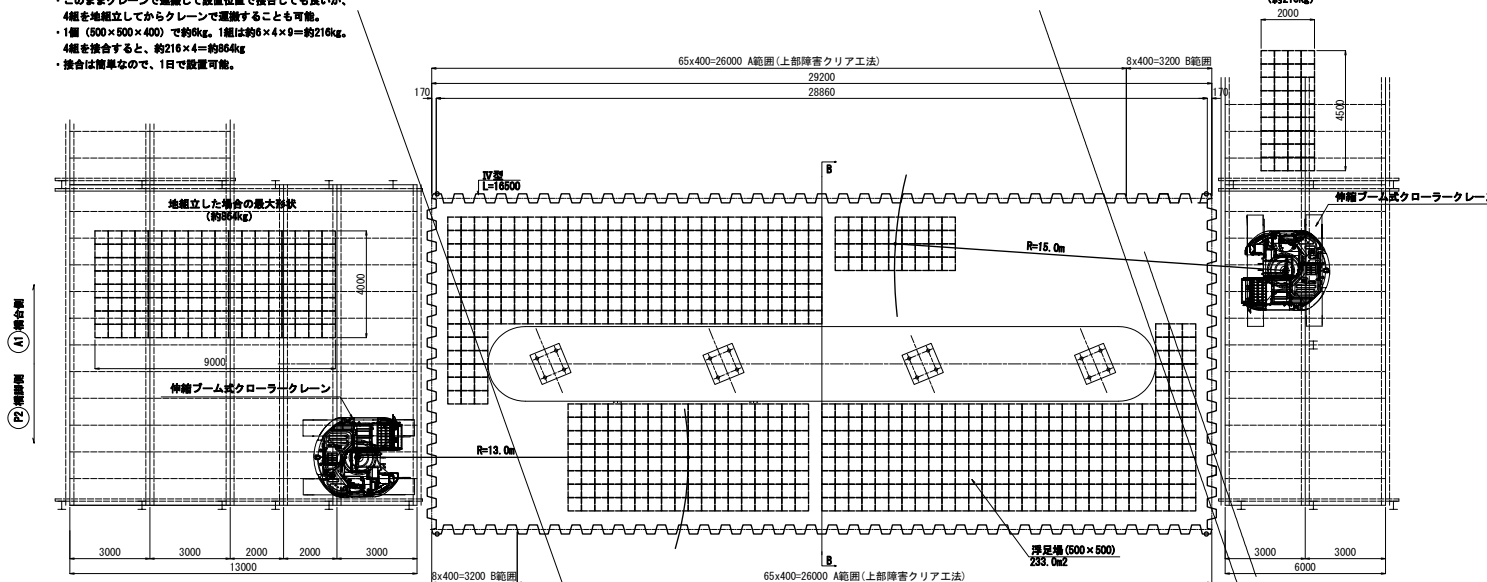 ・このままクレーンで運搬して設置位置で接合しても良いが、
4組を地組立してからクレーンで運搬することも可能。
・1個（500×500×400）で約6kg。1組は約6×4×9＝約216kg。
4組を接合すると、約216×4＝約864kg
・接合は簡単なので、1日で設置可能。
(約216kg)
2000
65x400=26000 A範囲(上部障害クリア工法)
8x400=3200 B範囲
29200
170
28860
170
4500
IV型
L=16500
B
地組立した場合の最大形状
(約864kg)
伸縮ブーム式クローラークレーン
R=15.0m
4000
A1 橋台側
9000
P2 橋脚側
伸縮ブーム式クローラークレーン
R=13.0m
浮足場(500×500)
233.0m2
3000
3000
2000
2000
3000
13000
B
3000
3000
6000
8x400=3200 B範囲
65x400=26000 A範囲(上部障害クリア工法)